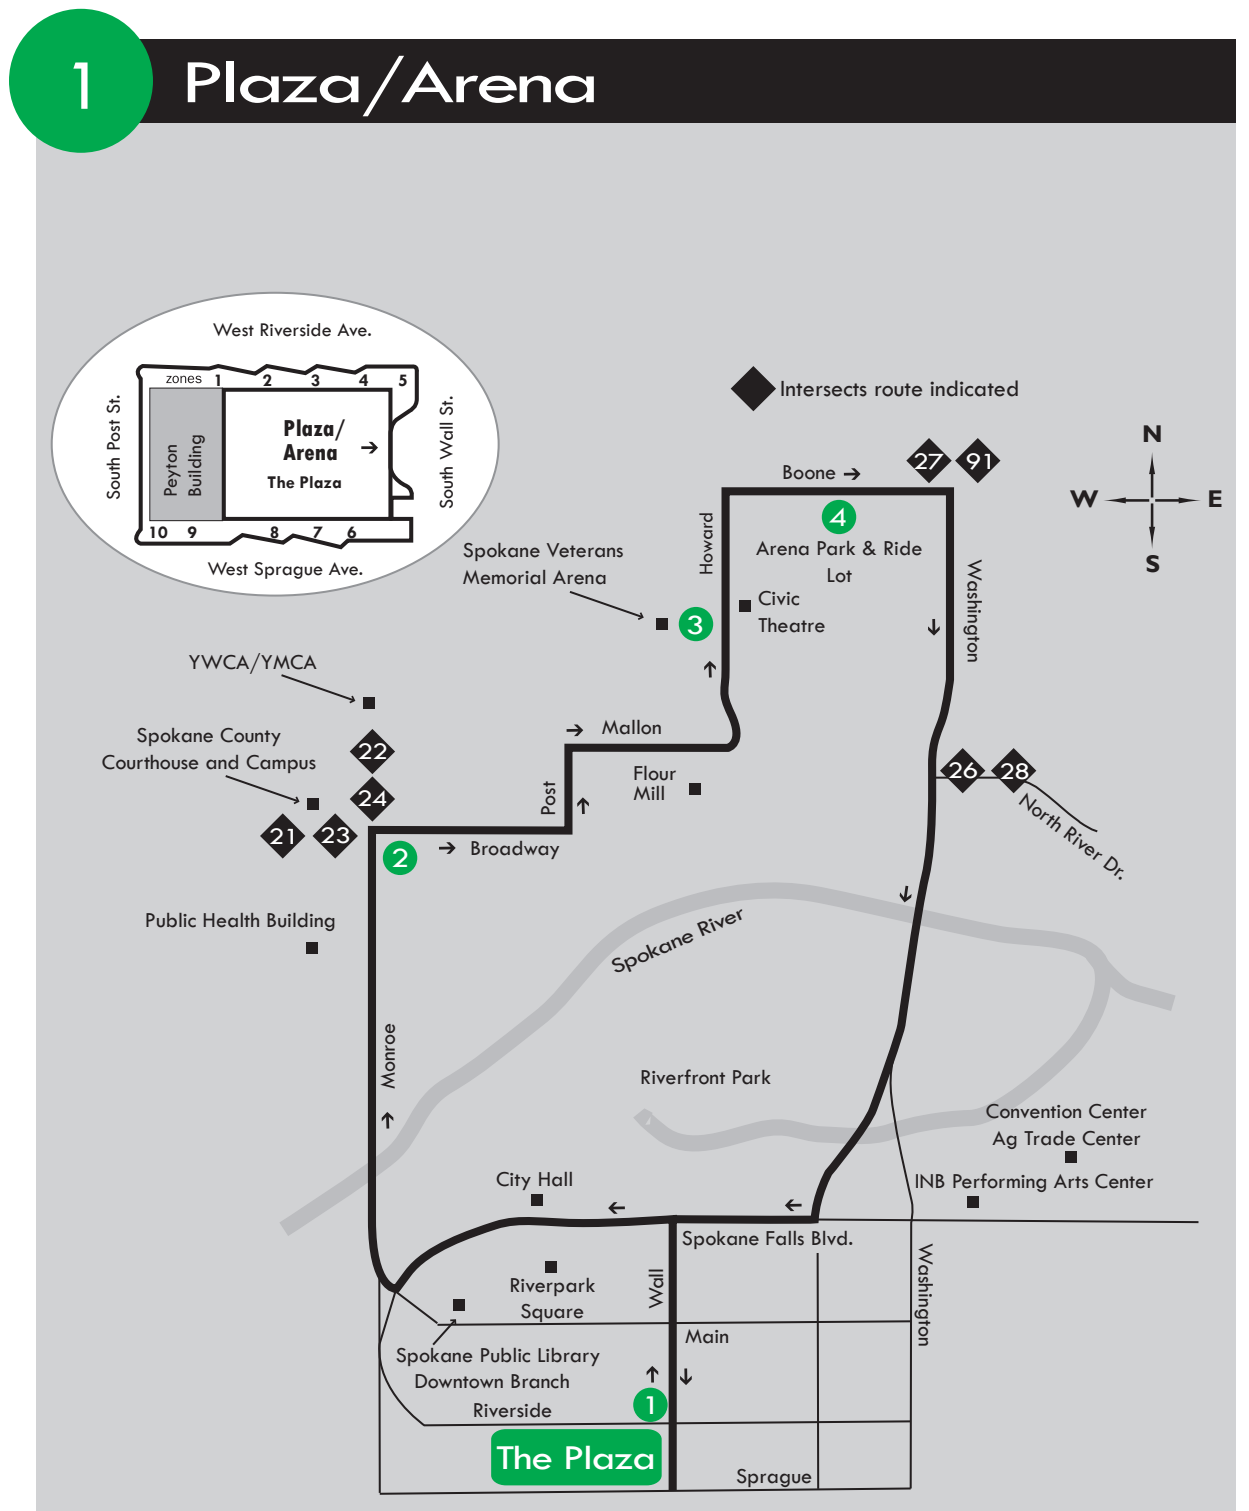 1
Plaza/Arena
West Riverside Ave.
zones 1 2 3 4 5
South Post St.
Peyton
Building
Plaza/
Arena
The Plaza
South Wall St.
10 9 8 7 6
West Sprague Ave.
Intersects route indicated
N
W E
S
27 91
Boone
4
Arena Park & Ride
Lot
Howard
Spokane Veterans
Memorial Arena
3
Civic
Theatre
Washington
YWCA/YMCA
Spokane County
Courthouse and Campus
22
24
21 23
2
Broadway
Post
Mallon
Flour
Mill
26 28
North River Dr.
Public Health Building
Spokane River
Monroe
Riverfront Park
Convention Center
Ag Trade Center
INB Performing Arts Center
City Hall
Spokane Falls Blvd.
Wall
Washington
Riverpark
Square
Main
Spokane Public Library
Downtown Branch
Riverside
1
The Plaza
Sprague